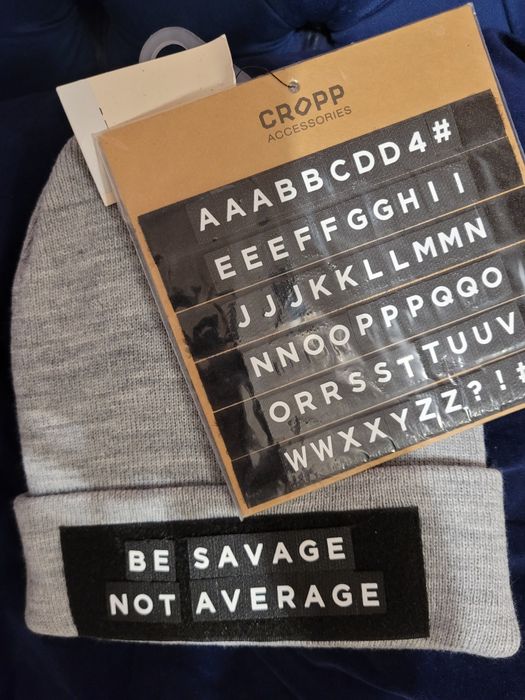 CROPP
ACCESSORIES
AAABBCDD4#
EEEFFGGHII
JJJKKLLMMN
NNOOPPPQQO
ORRSSTTUUV
WWXXYZZ?!#
BE SAVAGE
NOT AVERAGE